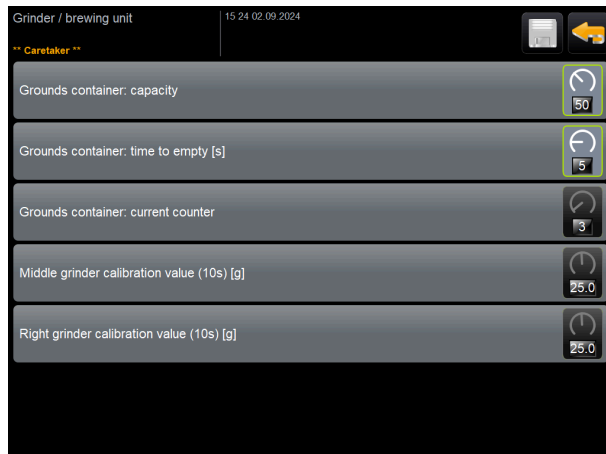 Grinder / brewing unit
15 24 02.09.2024
** Caretaker **
Grounds container: capacity
50
Grounds container: time to empty [s]
5
Grounds container: current counter
3
Middle grinder calibration value (10s) [g]
25.0
Right grinder calibration value (10s) [g]
25.0